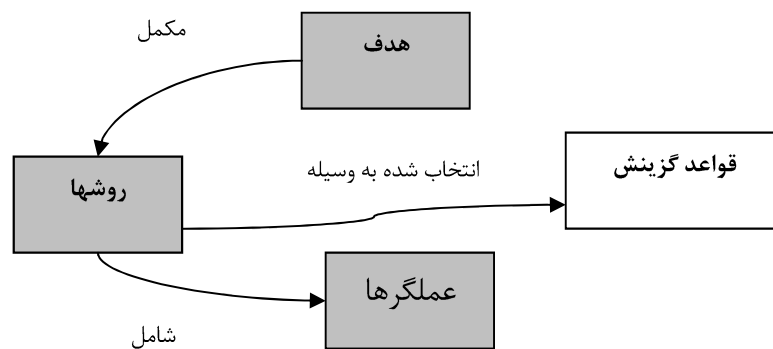 مکمل
هدف
روشها
انتخاب شده به وسیله
قواعد گزینش
عملگرها
شامل